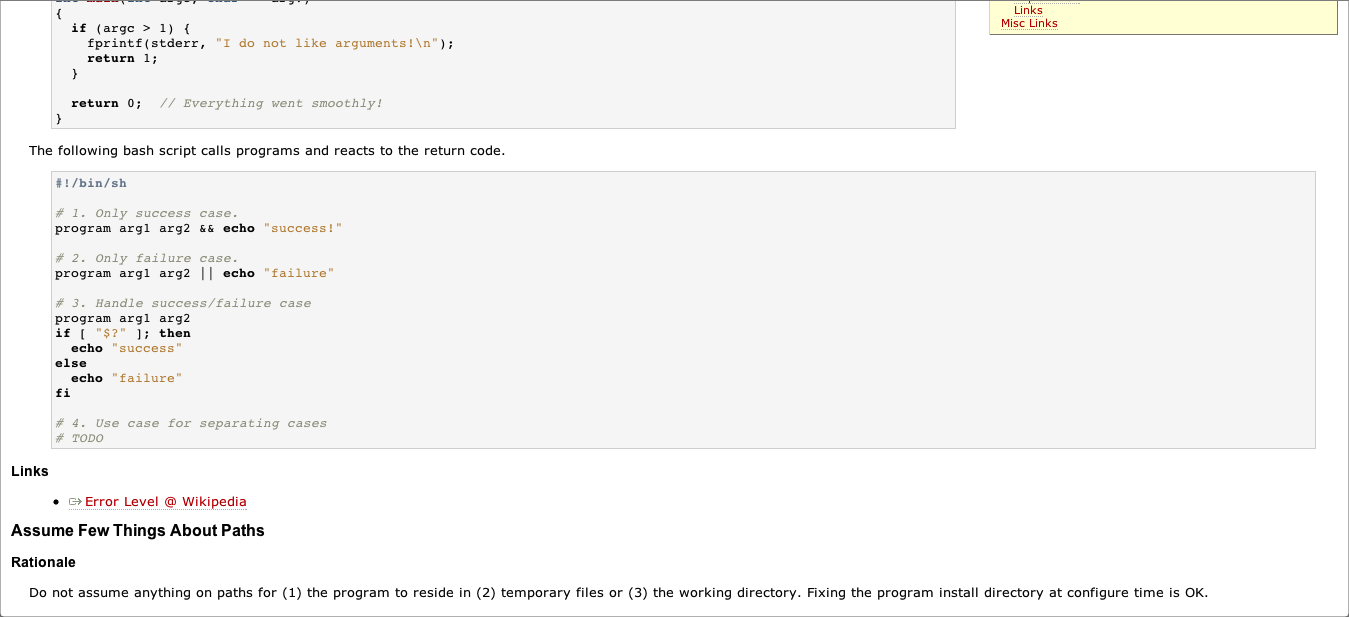 {
if (argc > 1) {
fprintf(stderr, "I do not like arguments!\n");
return 1;
}
return 0;  // Everything went smoothly!
}
Links
Misc Links
The following bash script calls programs and reacts to the return code.
#!/bin/sh
# 1. Only success case.
program arg1 arg2 && echo "success!"
# 2. Only failure case.
program arg1 arg2 || echo "failure"
# 3. Handle success/failure case
program arg1 arg2
if [ "$?" ]; then
echo "success"
else
echo "failure"
fi
# 4. Use case for separating cases
# TODO
Links
Error Level @ Wikipedia
Assume Few Things About Paths
Rationale
Do not assume anything on paths for (1) the program to reside in (2) temporary files or (3) the working directory. Fixing the program install directory at configure time is OK.